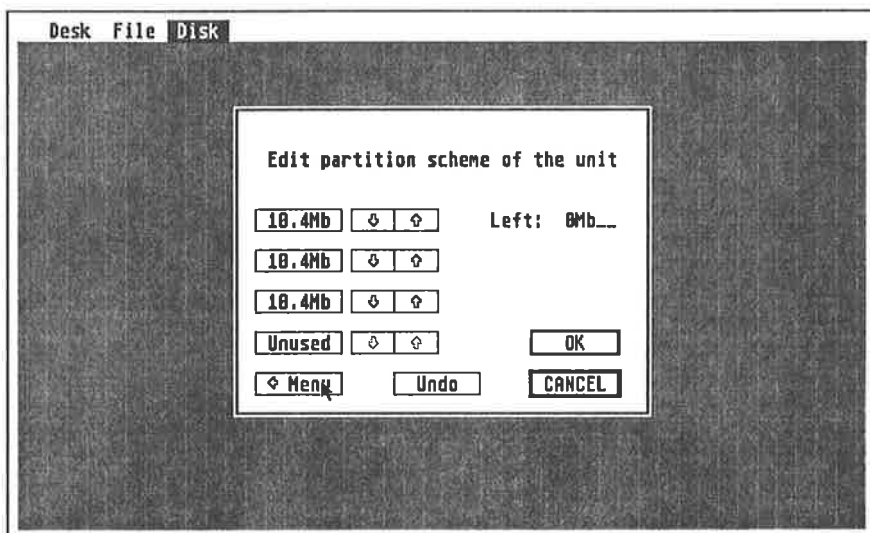 Desk File Disk
Edit partition scheme of the unit
10.4Mb Left: 0Mb__
10.4Mb
10.4Mb
Unused OK
Menu Undo CANCEL